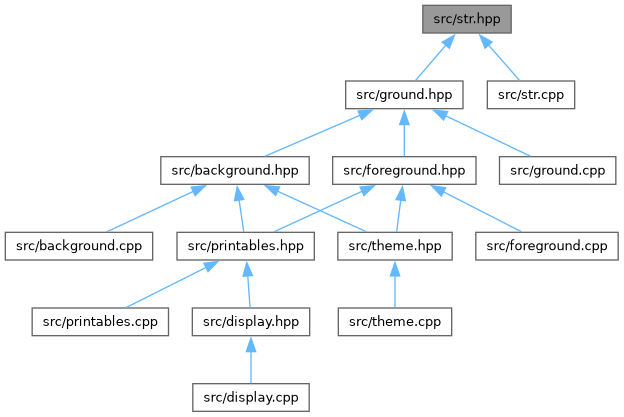 src/str.hpp
src/ground.hpp
src/str.cpp
src/background.hpp
src/foreground.hpp
src/ground.cpp
src/background.cpp
src/printables.hpp
src/theme.hpp
src/foreground.cpp
src/printables.cpp
src/display.hpp
src/theme.cpp
src/display.cpp